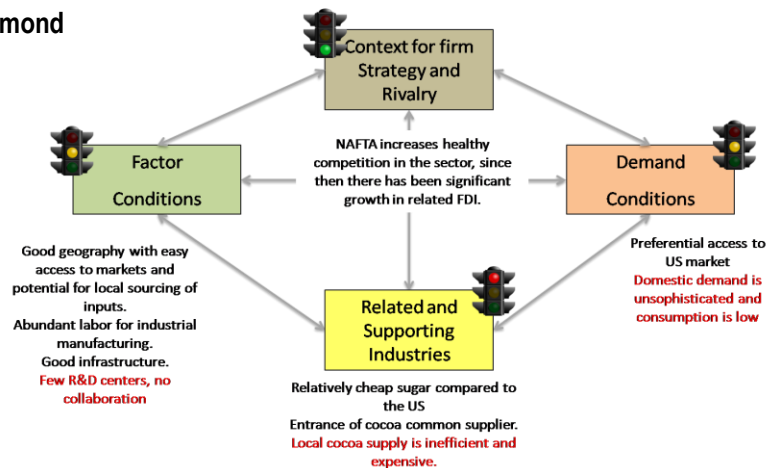 mond
Context for firm
Strategy and
Rivalry
NAFTA increases healthy
competition in the sector, since
then there has been significant
growth in related FDI.
Factor
Conditions
Demand
Conditions
Good geography with easy
access to markets and
potential for local sourcing of
inputs.
Abundant labor for industrial
manufacturing.
Good infrastructure.
Few R&D centers, no
collaboration
Preferential access to
US market
Domestic demand is
unsophisticated and
consumption is low
Related and
Supporting
Industries
Relatively cheap sugar compared to
the US
Entrance of cocoa common supplier.
Local cocoa supply is inefficient and
expensive.